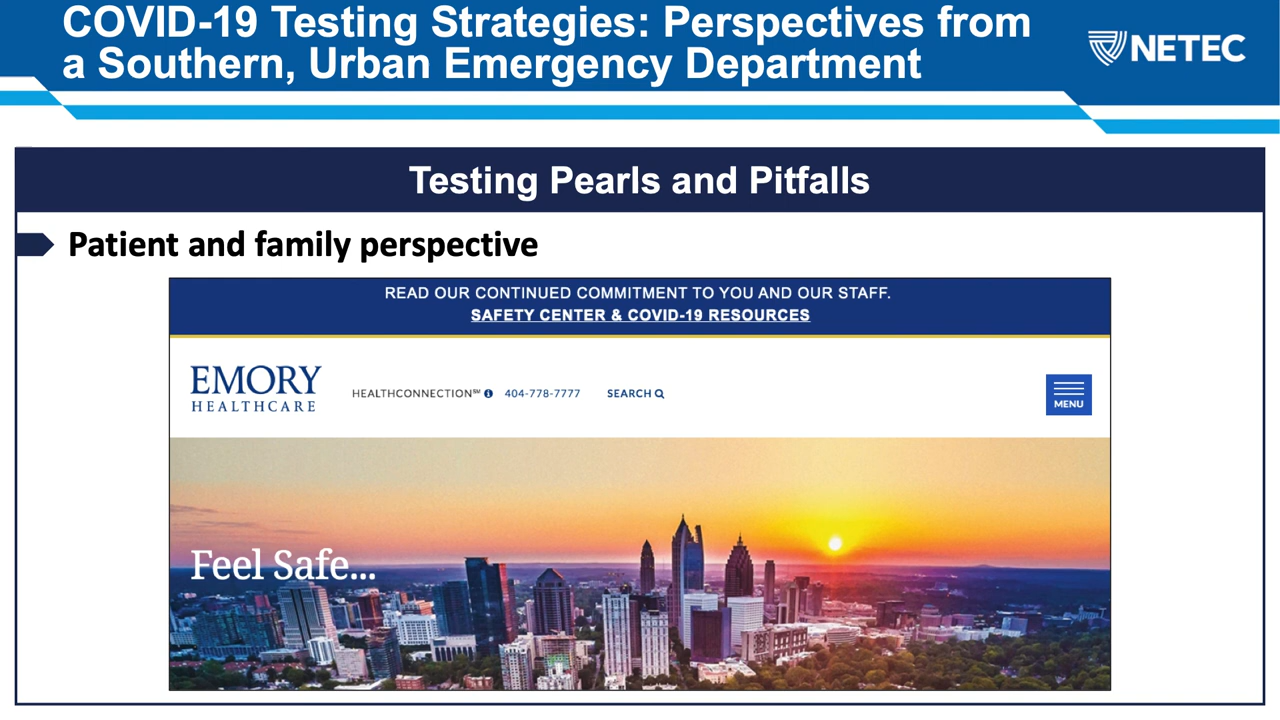 COVID-19 Testing Strategies: Perspectives from
a Southern, Urban Emergency Department
NETEC
Testing Pearls and Pitfalls
Patient and family perspective
READ OUR CONTINUED COMMITMENT TO YOU AND OUR STAFF.
SAFETY CENTER & COVID-19 RESOURCES
EMORY
HEALTHCARE
HEALTHCONNECTION℠ 404-778-7777 SEARCH
MENU
Feel Safe...